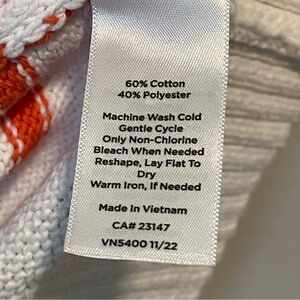 60% Cotton
40% Polyester
Machine Wash Cold
Gentle Cycle
Only Non-Chlorine
Bleach When Needed
Reshape, Lay Flat To
Dry
Warm Iron, If Needed
Made in Vietnam
CA# 23147
VN5400 11/22